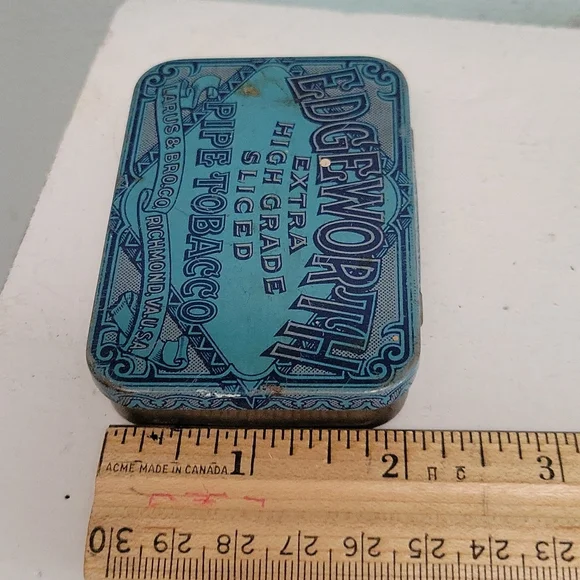 EDGEWORTH
EXTRA
HIGH GRADE
SLICED
PIPE TOBACCO
LARUS & BRO. CO. RICHMOND, VA. U.S.A.
1 2 3
ACME MADE IN CANADA
30 29 28 27 26 25 24 23